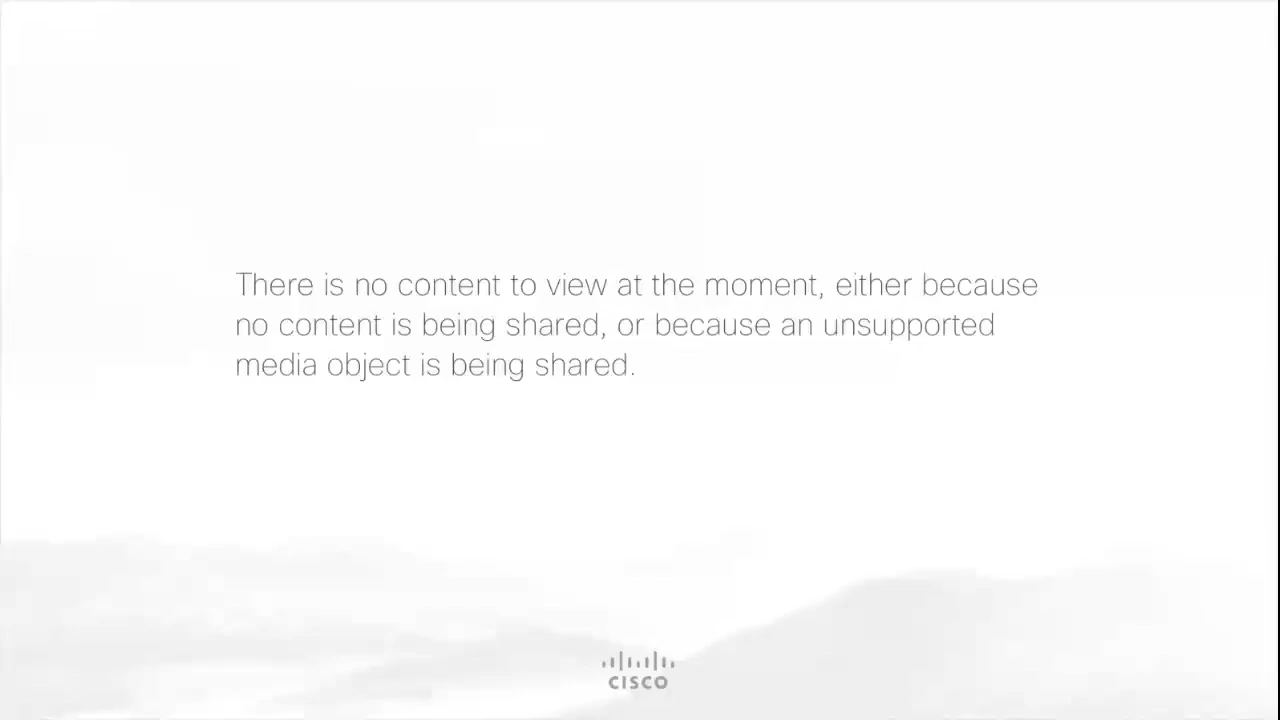 There is no content to view at the moment, either because
no content is being shared, or because an unsupported
media object is being shared.
CISCO